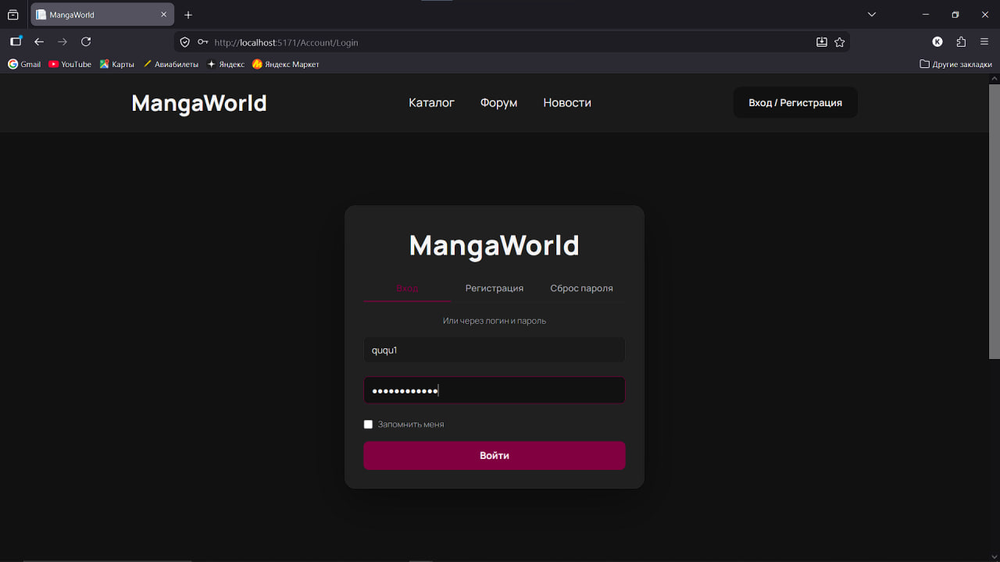 MangaWorld
http://localhost:5171/Account/Login
K
Gmail YouTube Карты Авиабилеты Яндекс Яндекс Маркет Другие закладки
MangaWorld Каталог Форум Новости Вход / Регистрация
MangaWorld
Вход Регистрация Сброс пароля
Или через логин и пароль
ququ1
Запомнить меня
Войти